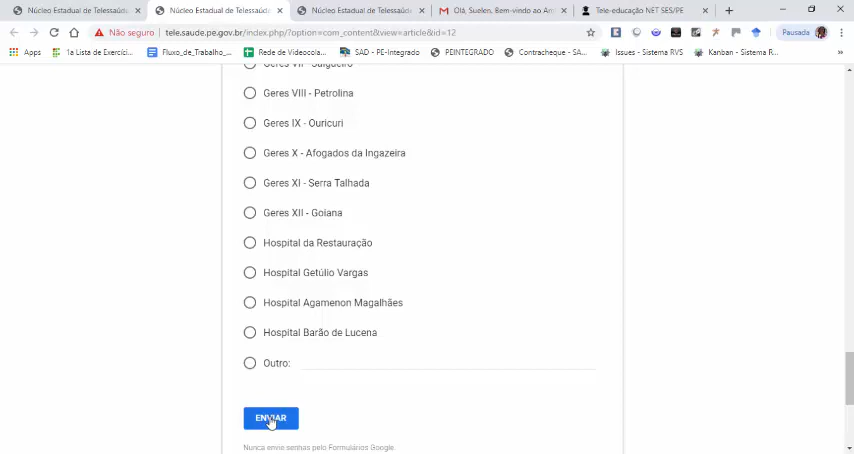 Núcleo Estadual de Telessaúde
Núcleo Estadual de Telessaúde
Núcleo Estadual de Telessaúde
Olá, Suelen, Bem-vindo ao Am
Tele-educação NET SES/PE
Não seguro | tele.saude.pe.gov.br/index.php/?option=com_content&view=article&id=12
Pausada
Apps
1a Lista de Exercíci...
Fluxo_de_Trabalho_...
Rede de Videocola...
SAD - PE-Integrado
PEINTEGRADO
Contracheque - SA...
Issues - Sistema RVS
Kanban - Sistema R...
»
Geres VII - Salgueiro
Geres VIII - Petrolina
Geres IX - Ouricuri
Geres X - Afogados da Ingazeira
Geres XI - Serra Talhada
Geres XII - Goiana
Hospital da Restauração
Hospital Getúlio Vargas
Hospital Agamenon Magalhães
Hospital Barão de Lucena
Outro:
ENVIAR
Nunca envie senhas pelo Formulários Google.